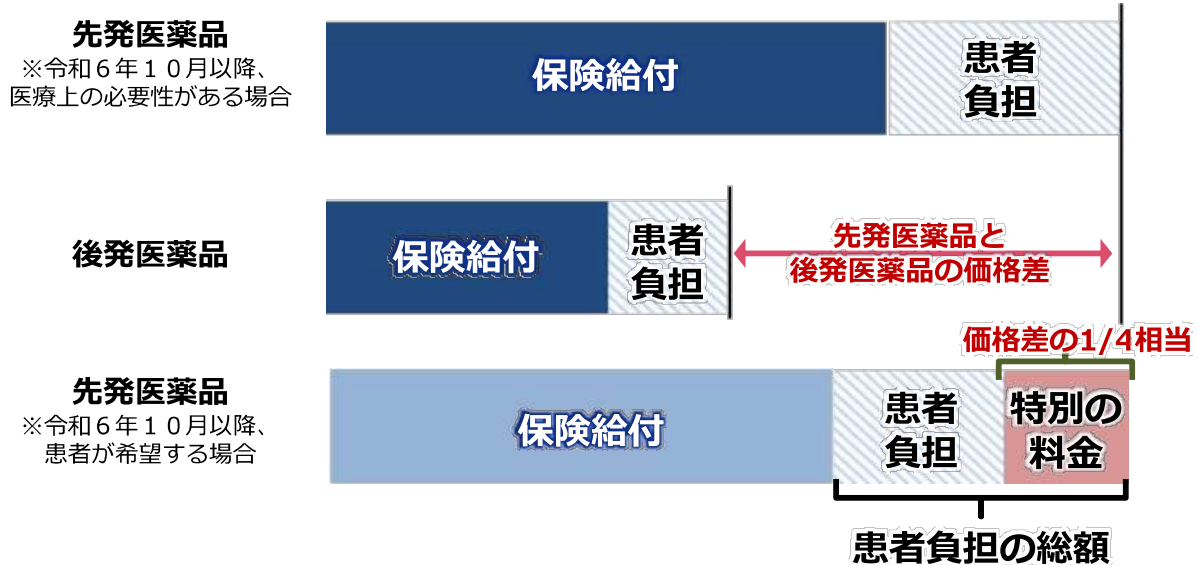 先発医薬品
※令和６年１０月以降、
医療上の必要性がある場合
保険給付
患者
負担
後発医薬品
保険給付
患者
負担
先発医薬品と
後発医薬品の価格差
価格差の1/4相当
先発医薬品
※令和６年１０月以降、
患者が希望する場合
保険給付
患者
負担
特別の
料金
患者負担の総額